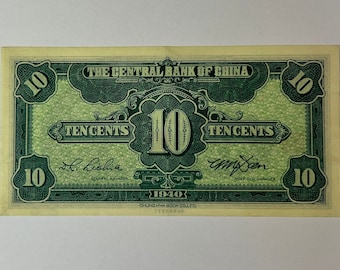 10 THE CENTRAL BANK OF CHINA 10
TEN CENTS 10 TEN CENTS
10 1940 10